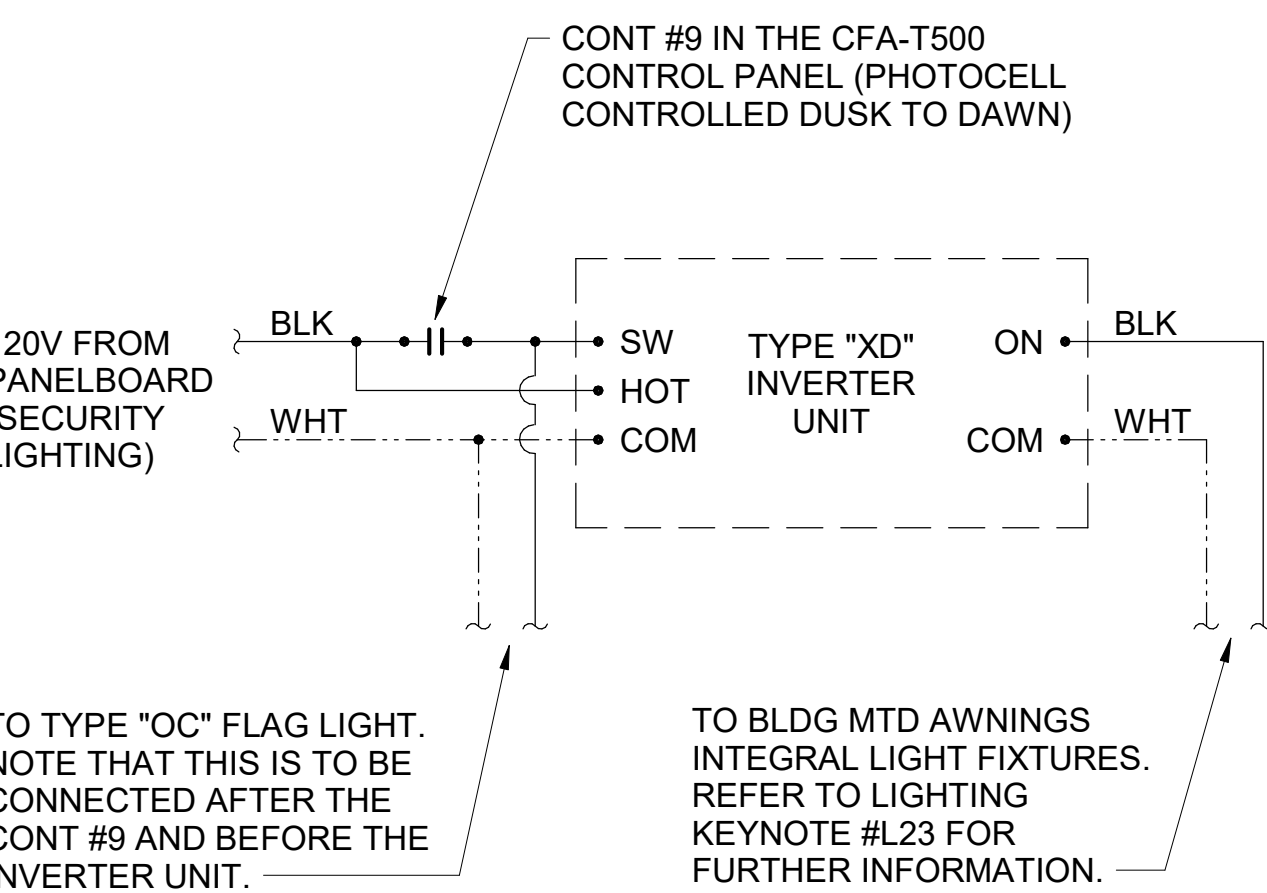 CONT #9 IN THE CFA-T500
CONTROL PANEL (PHOTOCELL
CONTROLLED DUSK TO DAWN)
20V FROM
PANELBOARD
SECURITY
LIGHTING)
BLK
WHT
SW
HOT
COM
TYPE "XD"
INVERTER
UNIT
ON
COM
BLK
WHT
TO TYPE "OC" FLAG LIGHT.
NOTE THAT THIS IS TO BE
CONNECTED AFTER THE
CONT #9 AND BEFORE THE
INVERTER UNIT.
TO BLDG MTD AWNINGS
INTEGRAL LIGHT FIXTURES.
REFER TO LIGHTING
KEYNOTE #L23 FOR
FURTHER INFORMATION.